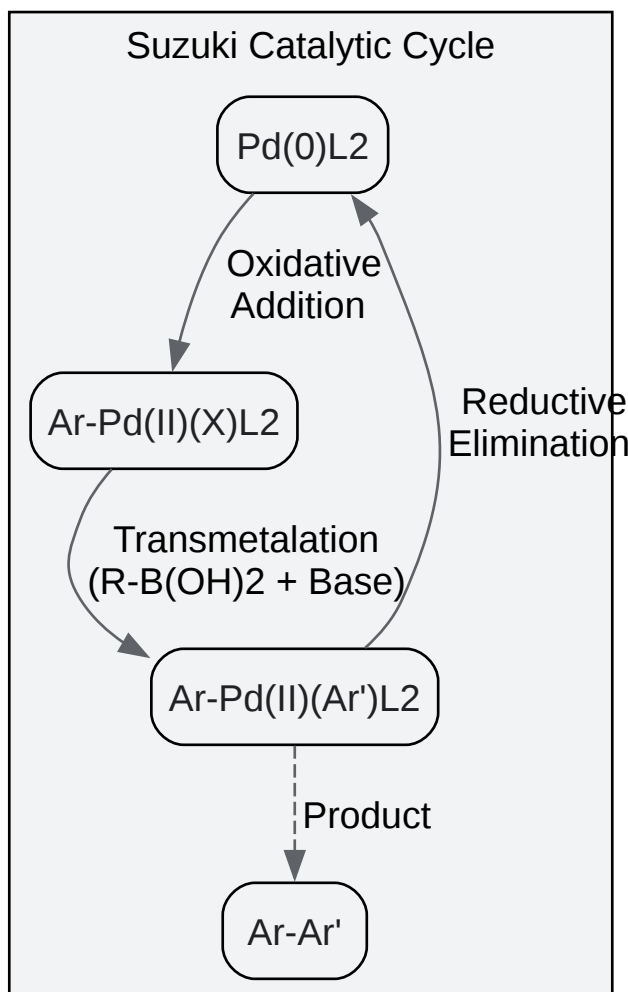 Suzuki Catalytic Cycle
Pd(0)L2
Oxidative
Addition
Ar-Pd(II)(X)L2
Reductive
Elimination
Transmetalation
(R-B(OH)2 + Base)
Ar-Pd(II)(Ar')L2
Product
Ar-Ar'